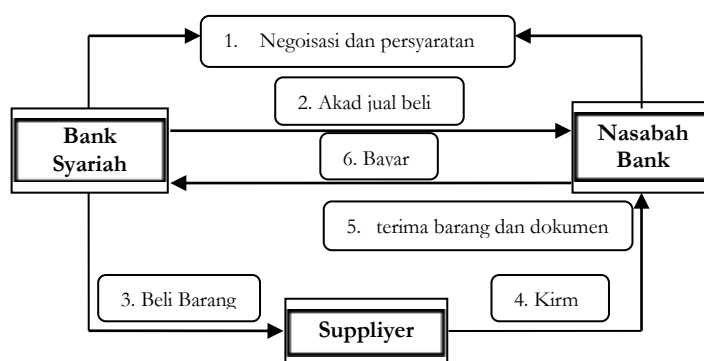 1. Negoisasi dan persyaratan
2. Akad jual beli
Bank
Syariah
Nasabah
Bank
6. Bayar
5. terima barang dan dokumen
3. Beli Barang
4. Kirm
Suppliyer